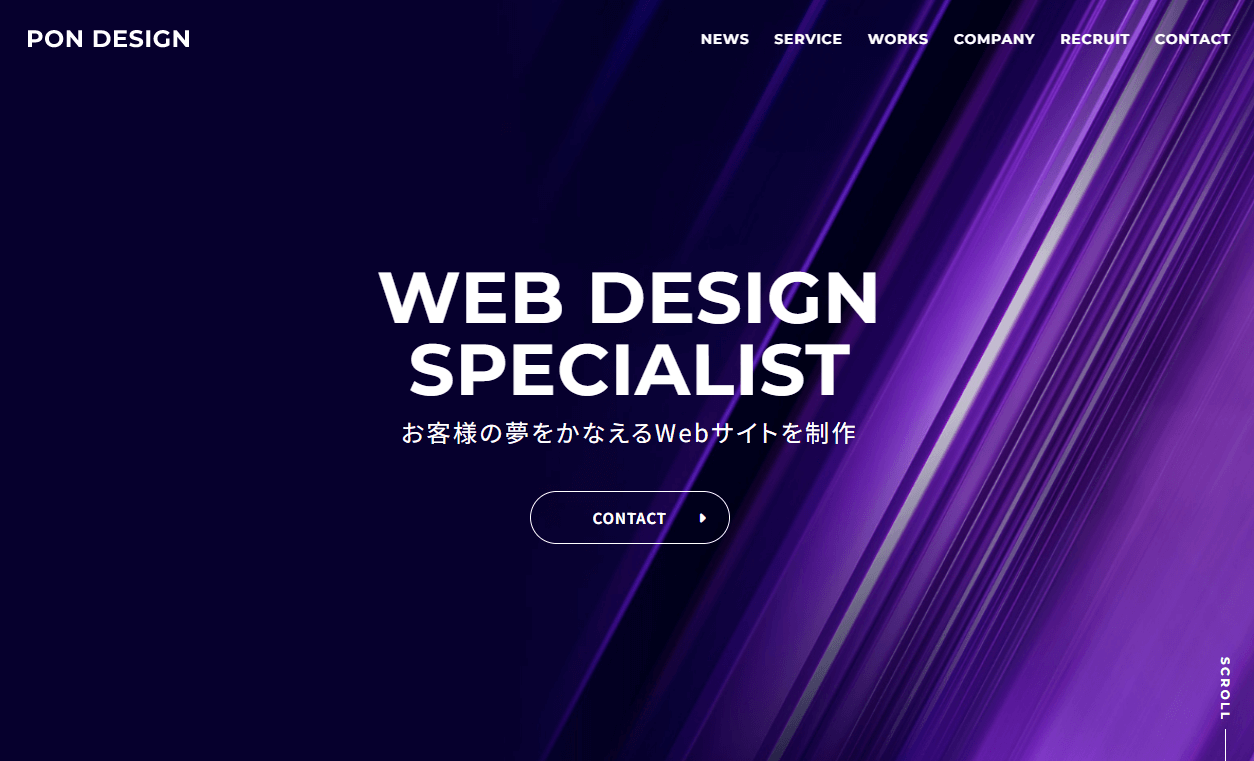 PON DESIGN
NEWS SERVICE WORKS COMPANY RECRUIT CONTACT
WEB DESIGN
SPECIALIST
お客様の夢をかなえるWebサイトを制作
CONTACT
SCROLL